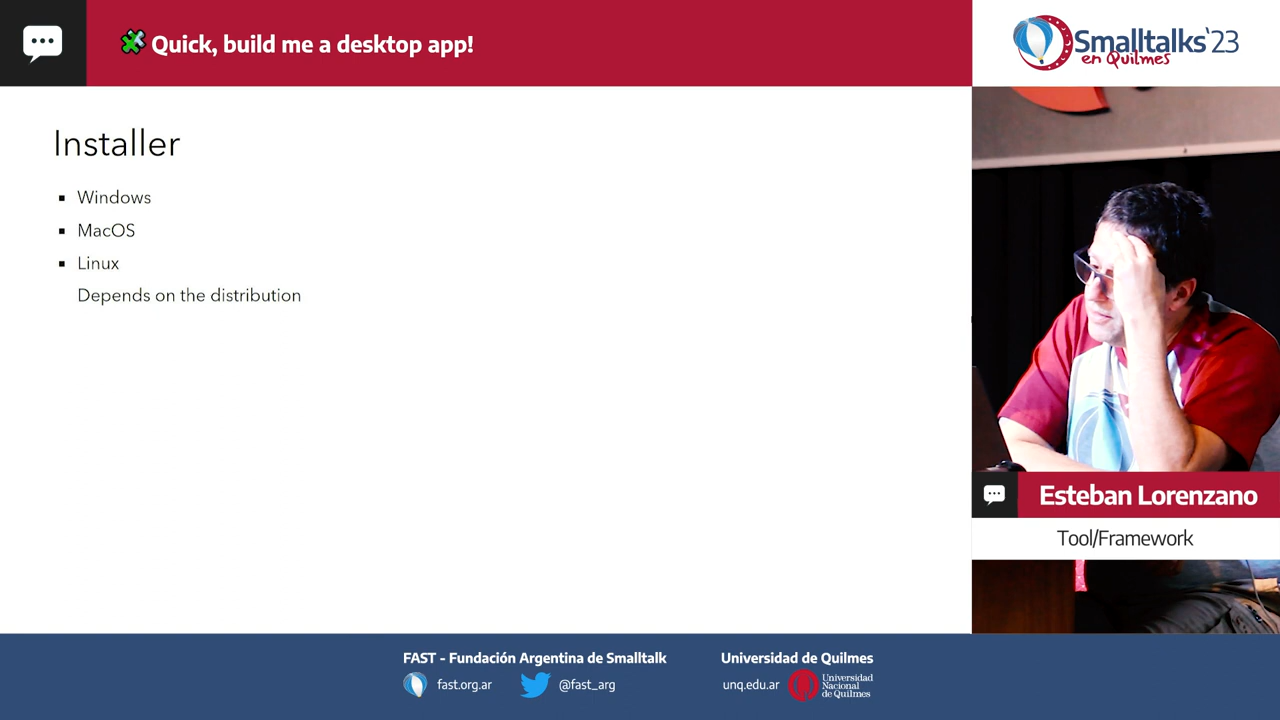 Quick, build me a desktop app!
Smalltalks'23
en Quilmes
Installer
Windows
MacOS
Linux
Depends on the distribution
Esteban Lorenzano
Tool/Framework
FAST - Fundación Argentina de Smalltalk
fast.org.ar
@fast_arg
Universidad de Quilmes
unq.edu.ar
Universidad
Nacional
de Quilmes